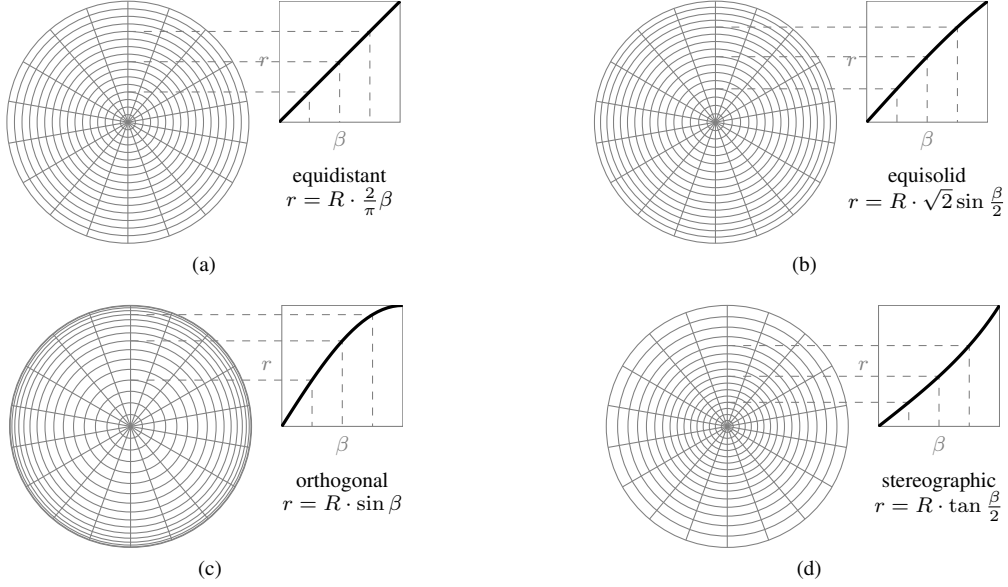 r
β
equidistant
r = R · 2/π β
(a)
r
β
equisolid
r = R · √2 sin β/2
(b)
r
β
orthogonal
r = R · sin β
(c)
r
β
stereographic
r = R · tan β/2
(d)